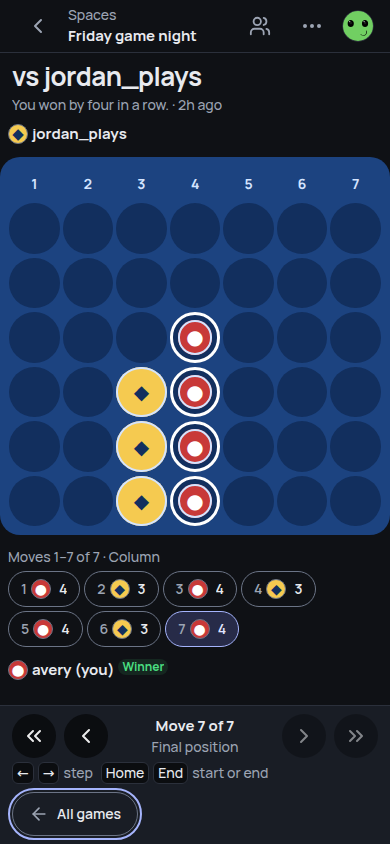 Spaces
Friday game night
vs jordan_plays
You won by four in a row. · 2h ago
jordan_plays
1 2 3 4 5 6 7
Moves 1–7 of 7 · Column
1 4 2 3 3 4 4 3
5 4 6 3 7 4
avery (you) Winner
Move 7 of 7
Final position
← → step Home End start or end
← All games